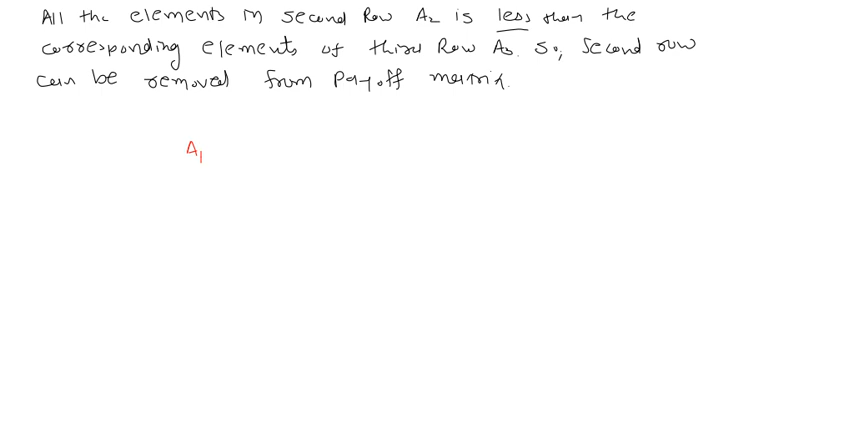 All the elements in second Row A2 is less than the
corresponding elements of third Row A3. So, Second row
can be removed from Payoff matrix.
A1